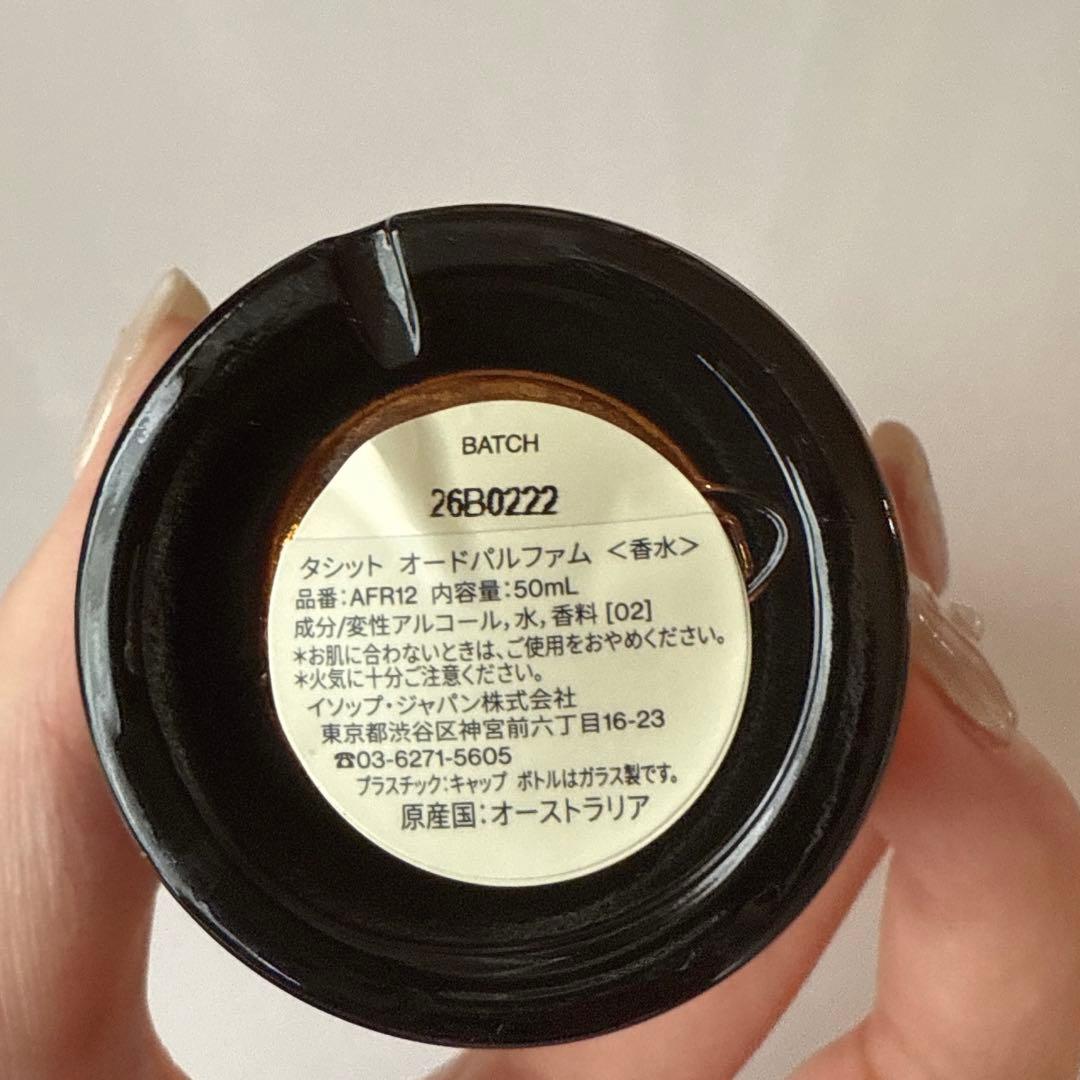 BATCH
26B0222
タシット オードパルファム ＜香水＞
品番：AFR12 内容量：50mL
成分/変性アルコール，水，香料 [02]
*お肌に合わないときは、ご使用をおやめください。
*火気に十分ご注意ください。
イソップ・ジャパン株式会社
東京都渋谷区神宮前六丁目16-23
☎03-6271-5605
プラスチック：キャップ ボトルはガラス製です。
原産国：オーストラリア